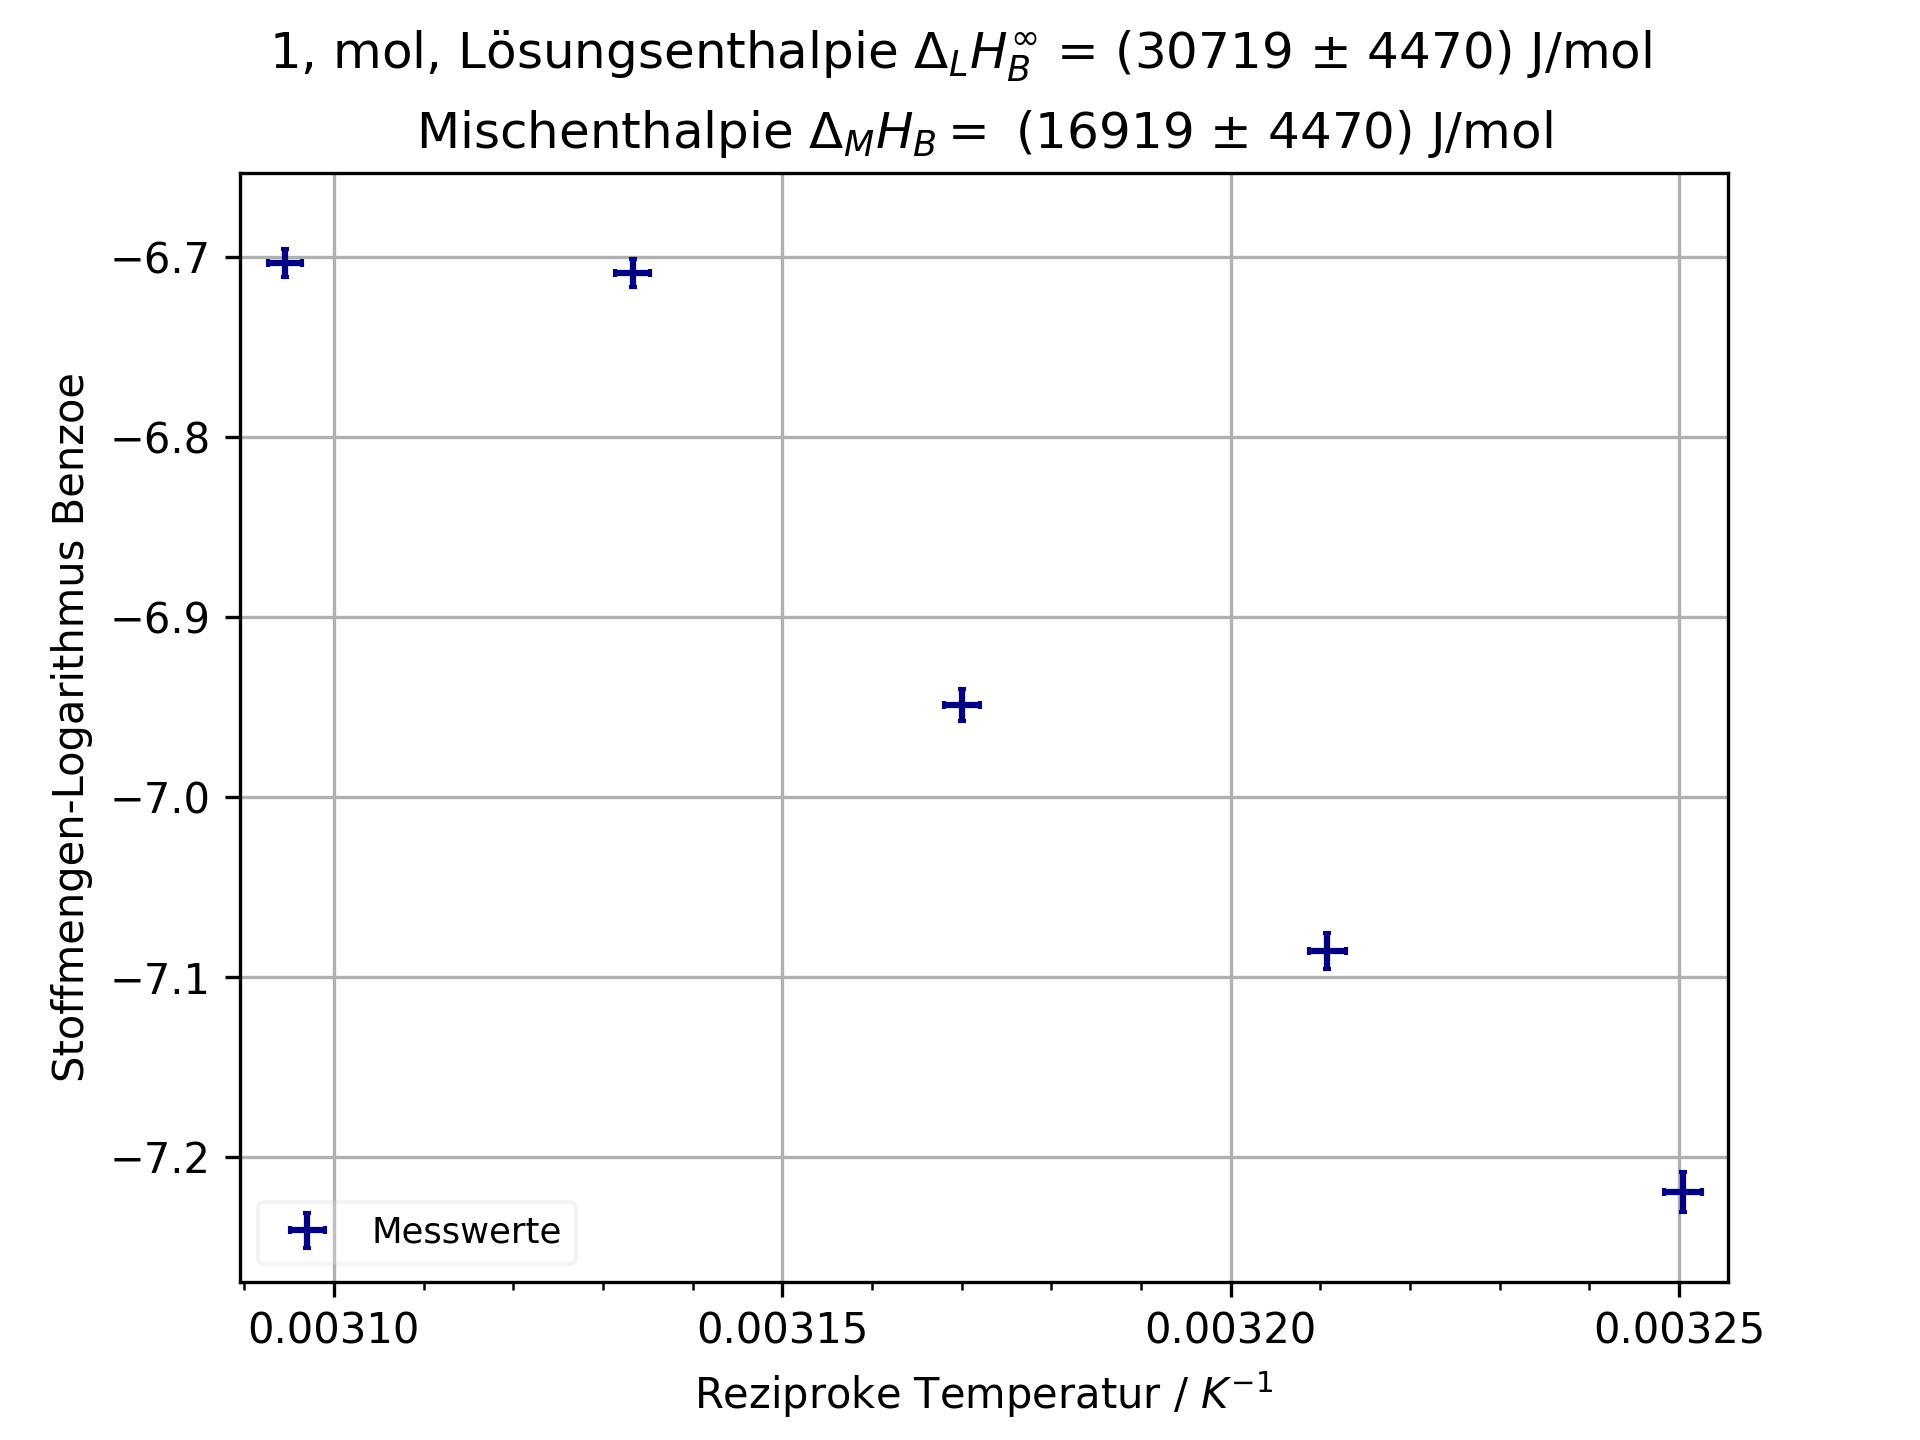 1, mol, Lösungsenthalpie Δ_L H_B^∞ = (30719 ± 4470) J/mol
Mischenthalpie Δ_M H_B = (16919 ± 4470) J/mol
Stoffmengen-Logarithmus Benzoe
−6.7
−6.8
−6.9
−7.0
−7.1
−7.2
Messwerte
0.00310 0.00315 0.00320 0.00325
Reziproke Temperatur / K⁻¹